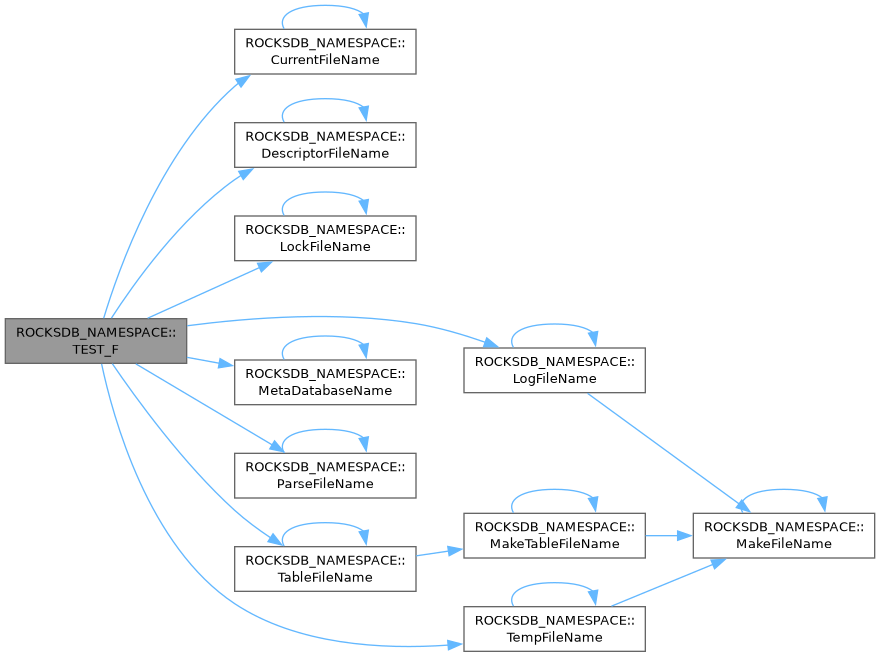 ROCKSDB_NAMESPACE::
CurrentFileName
ROCKSDB_NAMESPACE::
DescriptorFileName
ROCKSDB_NAMESPACE::
LockFileName
ROCKSDB_NAMESPACE::
TEST_F
ROCKSDB_NAMESPACE::
LogFileName
ROCKSDB_NAMESPACE::
MetaDatabaseName
ROCKSDB_NAMESPACE::
ParseFileName
ROCKSDB_NAMESPACE::
MakeTableFileName
ROCKSDB_NAMESPACE::
MakeFileName
ROCKSDB_NAMESPACE::
TableFileName
ROCKSDB_NAMESPACE::
TempFileName